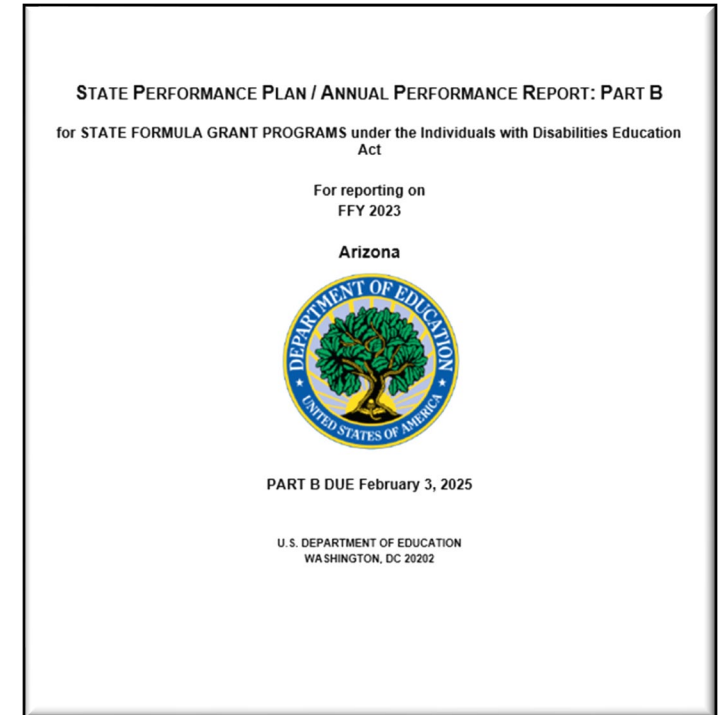 STATE PERFORMANCE PLAN / ANNUAL PERFORMANCE REPORT: PART B
for STATE FORMULA GRANT PROGRAMS under the Individuals with Disabilities Education
Act
For reporting on
FFY 2023
Arizona
DEPARTMENT OF EDUCATION
UNITED STATES OF AMERICA
PART B DUE February 3, 2025
U.S. DEPARTMENT OF EDUCATION
WASHINGTON, DC 20202